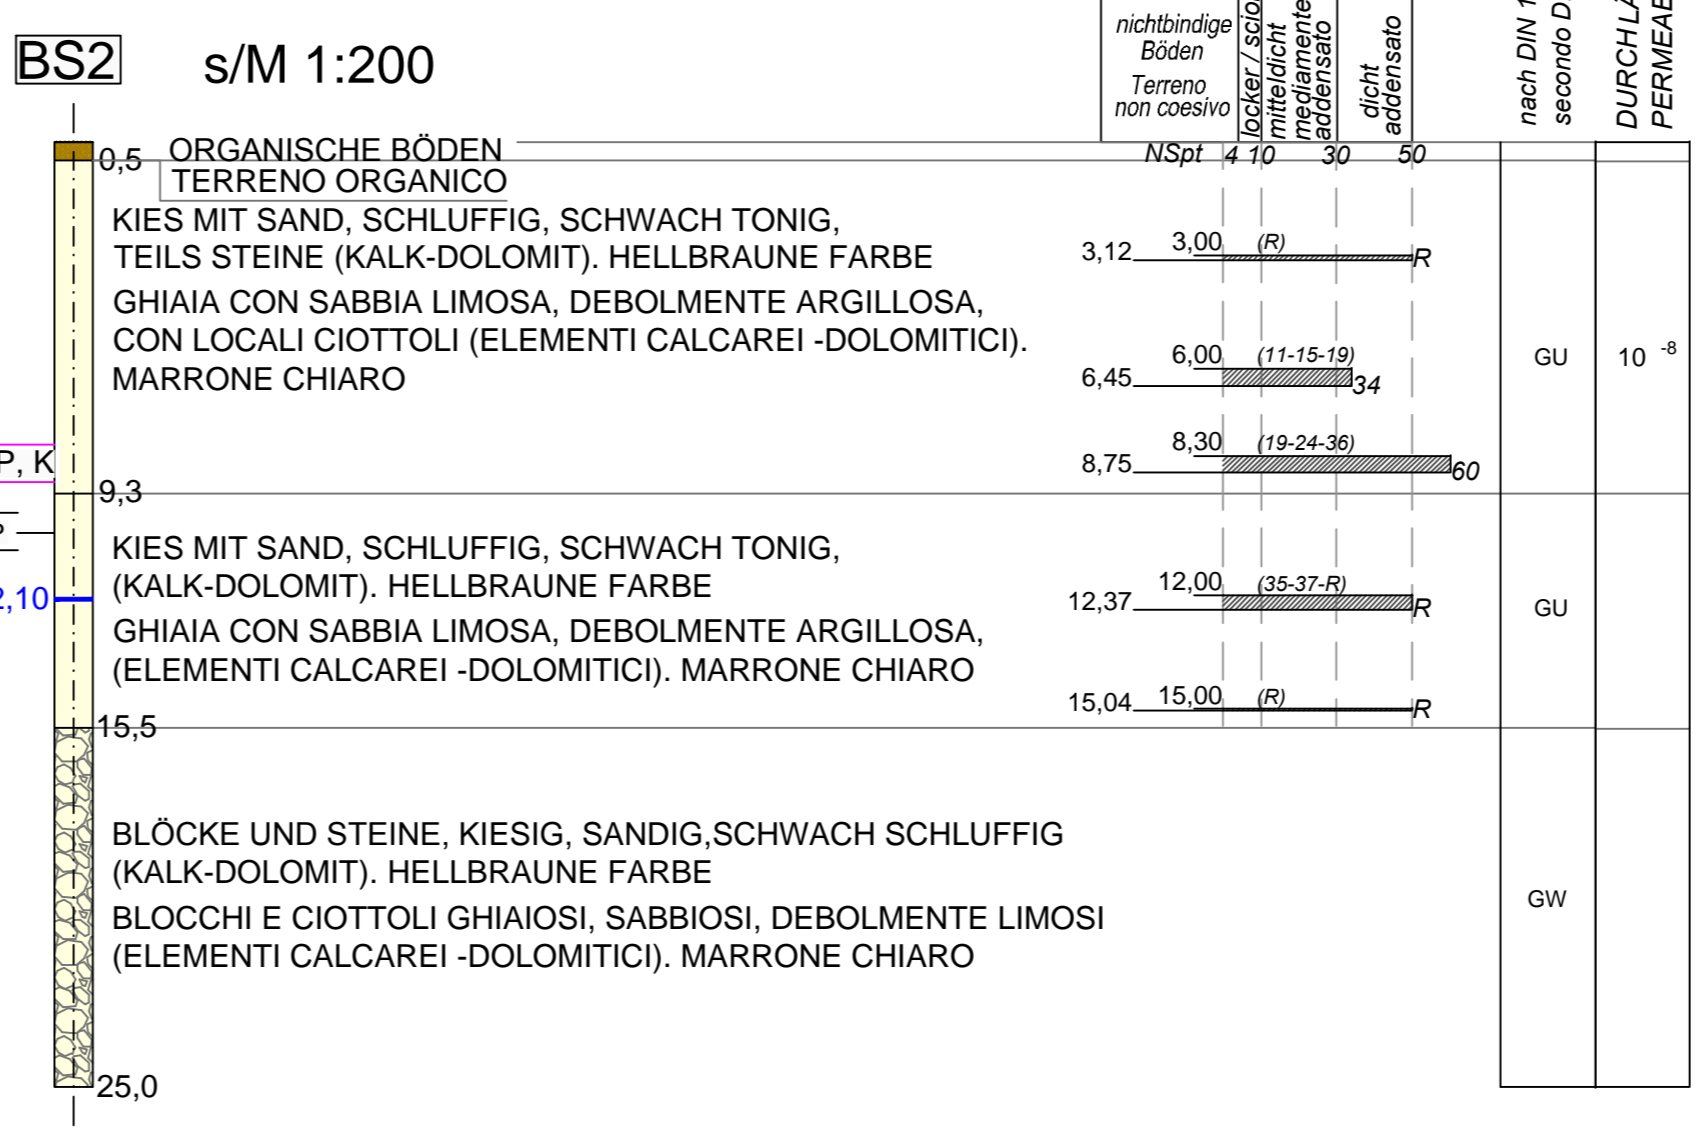 BS2 s/M 1:200
nichtbindige
Böden
Terreno
non coesivo
locker /
mitteldicht
mediamente
addensato
dicht
addensato
nach DIN
secondo
NSpt 4 10 30 50
0,5
ORGANISCHE BÖDEN
TERRENO ORGANICO
KIES MIT SAND, SCHLUFFIG, SCHWACH TONIG,
TEILS STEINE (KALK-DOLOMIT). HELLBRAUNE FARBE
GHIAIA CON SABBIA LIMOSA, DEBOLMENTE ARGILLOSA,
CON LOCALI CIOTTOLI (ELEMENTI CALCAREI -DOLOMITICI).
MARRONE CHIARO
3,12 3,00 (R) R
6,45 6,00 (11-15-19) 34
8,75 8,30 (19-24-36) 60
GU 10 -8
P, K
9,3
KIES MIT SAND, SCHLUFFIG, SCHWACH TONIG,
(KALK-DOLOMIT). HELLBRAUNE FARBE
GHIAIA CON SABBIA LIMOSA, DEBOLMENTE ARGILLOSA,
(ELEMENTI CALCAREI -DOLOMITICI). MARRONE CHIARO
12,37 12,00 (35-37-R) R
15,04 15,00 (R) R
GU
2,10
15,5
BLÖCKE UND STEINE, KIESIG, SANDIG,SCHWACH SCHLUFFIG
(KALK-DOLOMIT). HELLBRAUNE FARBE
BLOCCHI E CIOTTOLI GHIAIOSI, SABBIOSI, DEBOLMENTE LIMOSI
(ELEMENTI CALCAREI -DOLOMITICI). MARRONE CHIARO
GW
25,0